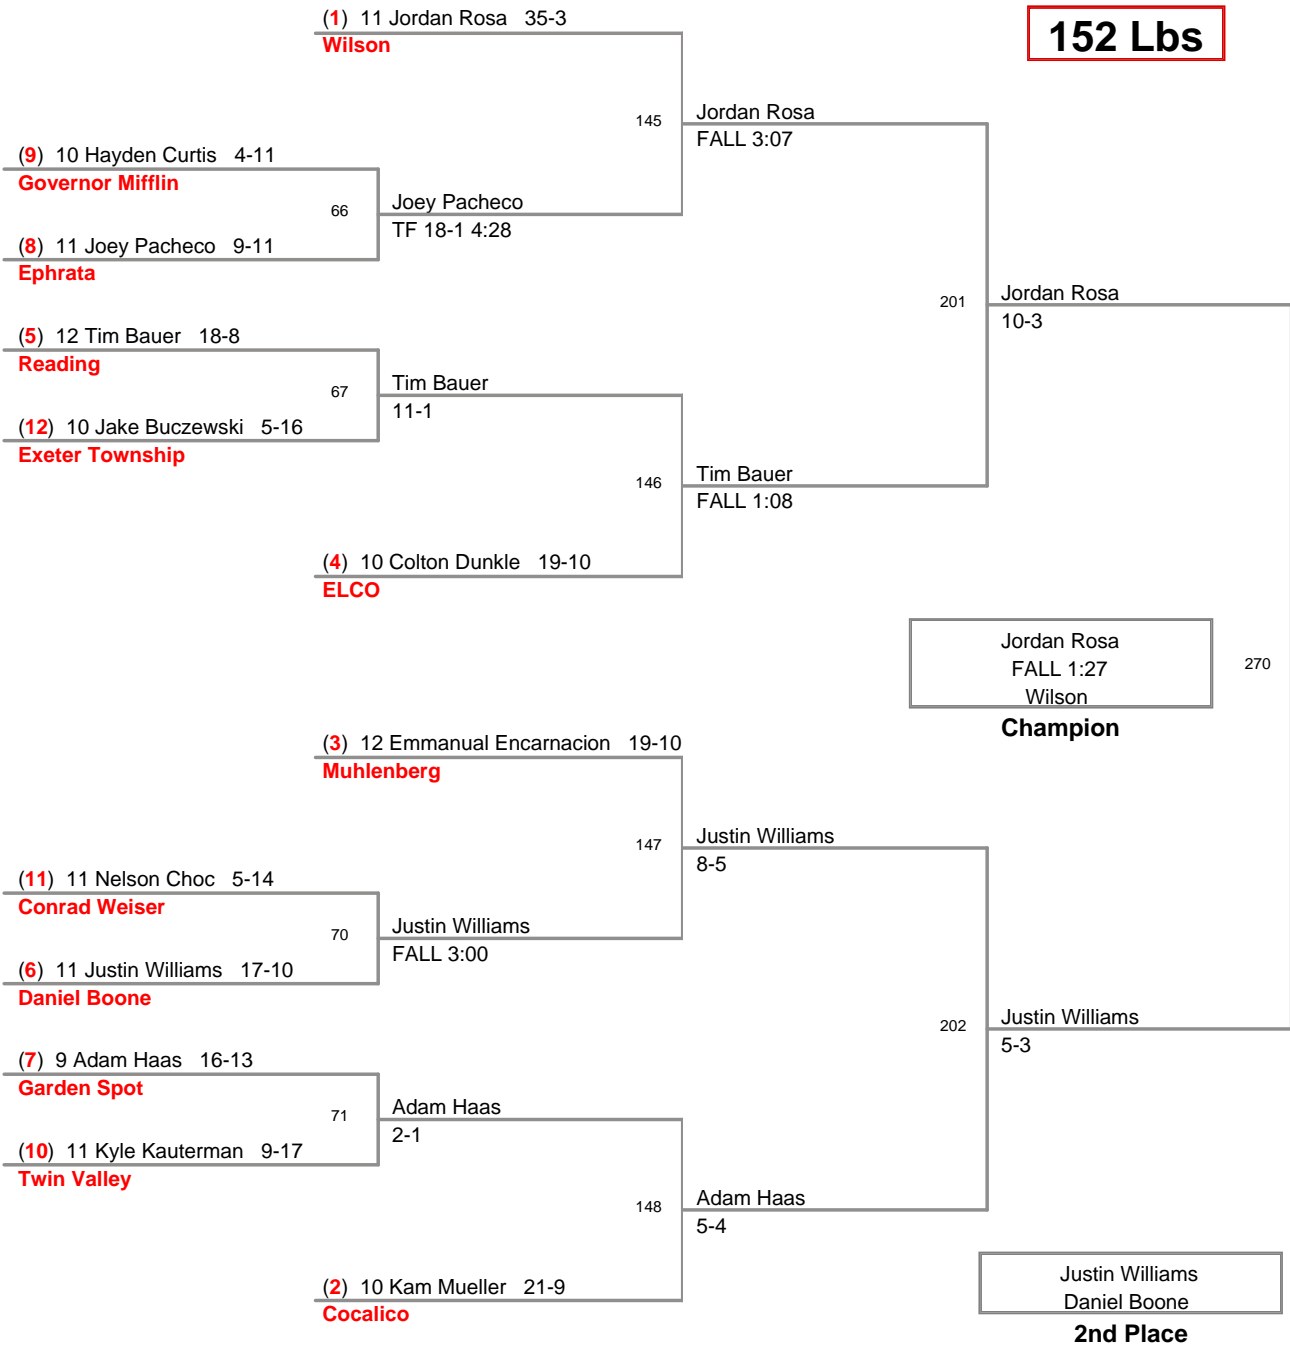 (1) 11 Jordan Rosa 35-3
Wilson
152 Lbs
145
Jordan Rosa
FALL 3:07
(9) 10 Hayden Curtis 4-11
Governor Mifflin
66
Joey Pacheco
TF 18-1 4:28
(8) 11 Joey Pacheco 9-11
Ephrata
201
Jordan Rosa
10-3
(5) 12 Tim Bauer 18-8
Reading
67
Tim Bauer
11-1
(12) 10 Jake Buczewski 5-16
Exeter Township
146
Tim Bauer
FALL 1:08
(4) 10 Colton Dunkle 19-10
ELCO
Jordan Rosa
FALL 1:27
Wilson
Champion
270
(3) 12 Emmanual Encarnacion 19-10
Muhlenberg
147
Justin Williams
8-5
(11) 11 Nelson Choc 5-14
Conrad Weiser
70
Justin Williams
FALL 3:00
(6) 11 Justin Williams 17-10
Daniel Boone
202
Justin Williams
5-3
(7) 9 Adam Haas 16-13
Garden Spot
71
Adam Haas
2-1
(10) 11 Kyle Kauterman 9-17
Twin Valley
148
Adam Haas
5-4
(2) 10 Kam Mueller 21-9
Cocalico
Justin Williams
Daniel Boone
2nd Place